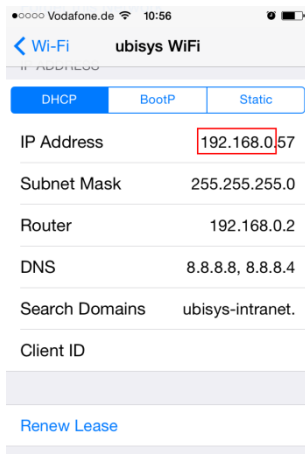 ●○○○○ Vodafone.de 10:56
Wi-Fi ubisys WiFi
IP ADDRESS
DHCP BootP Static
IP Address 192.168.0.57
Subnet Mask 255.255.255.0
Router 192.168.0.2
DNS 8.8.8.8, 8.8.8.4
Search Domains ubisys-intranet.
Client ID
Renew Lease